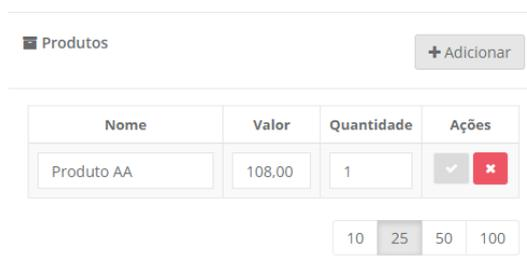 Produtos
Adicionar
Nome Valor Quantidade Ações
Produto AA 108,00 1
10 25 50 100